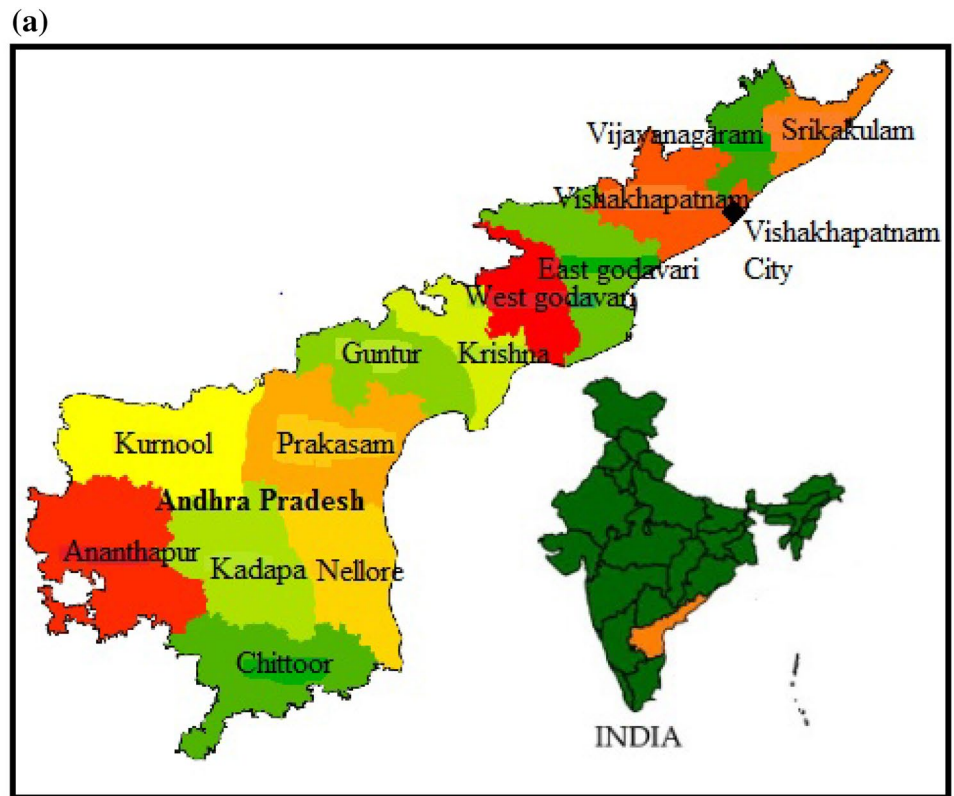 (a)
Vijayanagaram
Srikakulam
Vishakhapatnam
Vishakhapatnam
City
East godavari
West godavari
Guntur
Krishna
Kurnool
Prakasam
Andhra Pradesh
Ananthapur
Kadapa
Nellore
Chittoor
INDIA